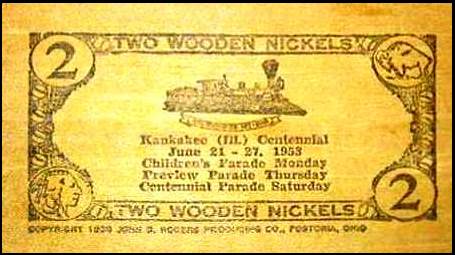 2 TWO WOODEN NICKELS
Kankakee (Ill.) Centennial
June 21 - 27, 1953
Children's Parade Monday
Preview Parade Thursday
Centennial Parade Saturday
TWO WOODEN NICKELS 2
COPYRIGHT JOHN B. ROGERS PRODUCING CO., FOSTORIA, OHIO